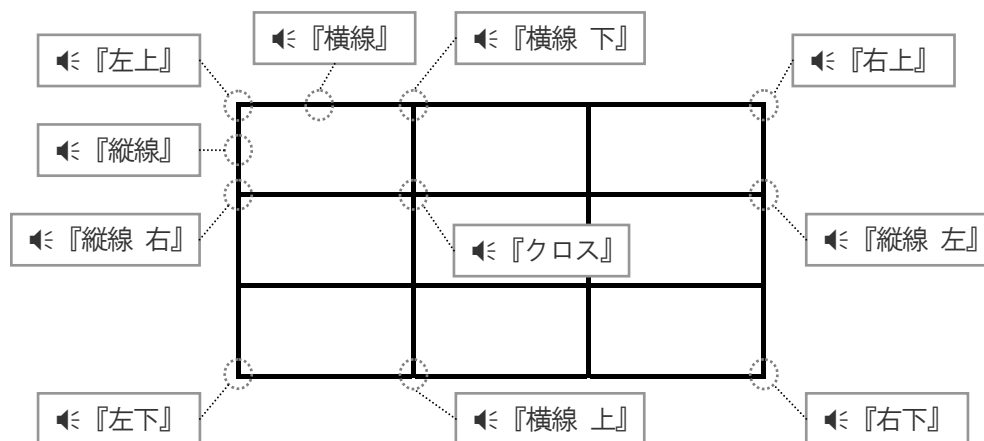 『横線』
『横線 下』
『左上』
『右上』
『縦線』
『縦線 右』
『クロス』
『縦線 左』
『左下』
『横線 上』
『右下』